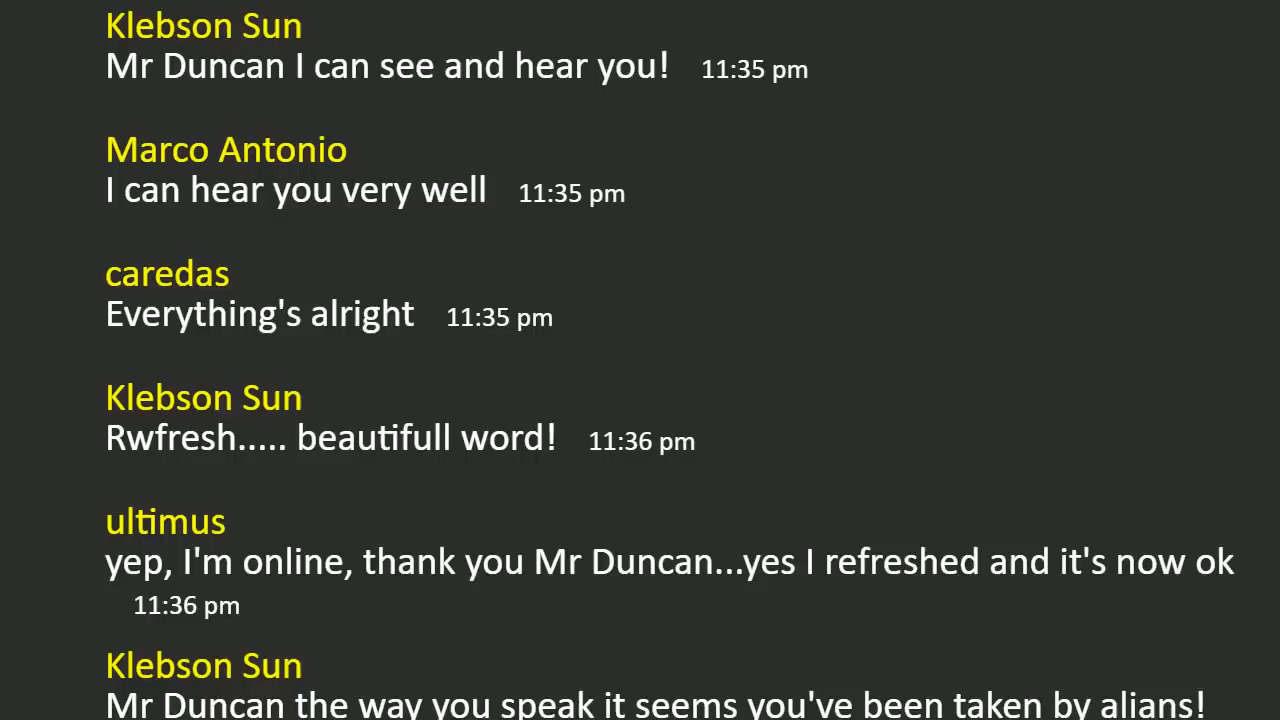 Klebson Sun
Mr Duncan I can see and hear you! 11:35 pm
Marco Antonio
I can hear you very well 11:35 pm
caredas
Everything's alright 11:35 pm
Klebson Sun
Rwfresh..... beautifull word! 11:36 pm
ultimus
yep, I'm online, thank you Mr Duncan...yes I refreshed and it's now ok
11:36 pm
Klebson Sun
Mr Duncan the way you speak it seems you've been taken by alians!